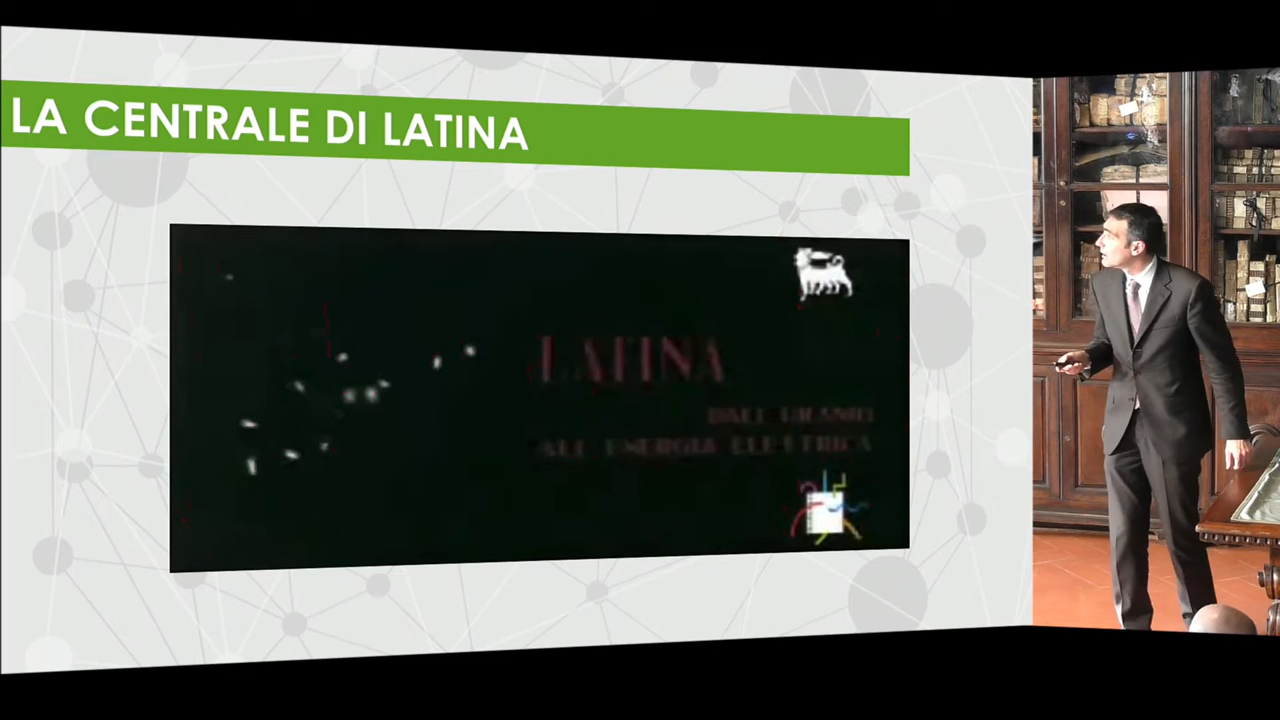 LA CENTRALE DI LATINA
LATINA
DALL'URANIO
ALL'ENERGIA ELETTRICA